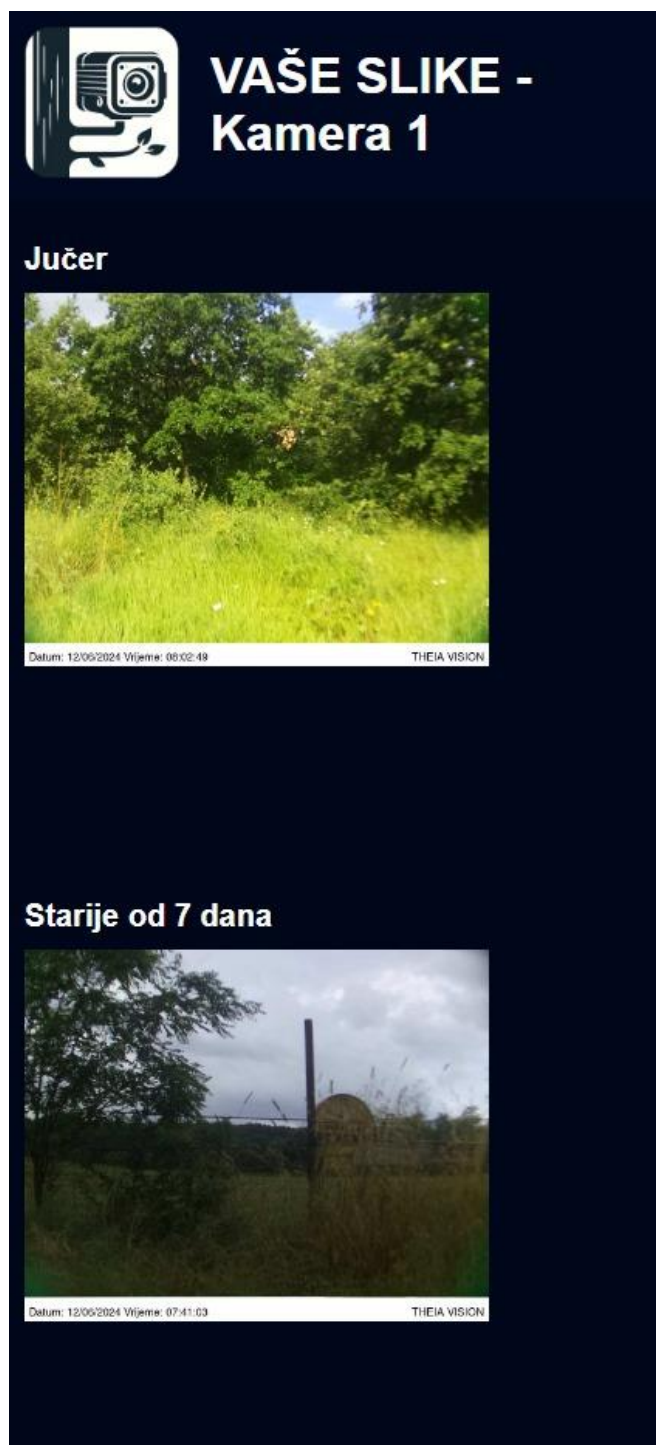 VAŠE SLIKE -
Kamera 1
Jučer
Datum: 12/06/2024 Vrijeme: 08:02:49 THEIA VISION
Starije od 7 dana
Datum: 12/06/2024 Vrijeme: 07:41:03 THEIA VISION